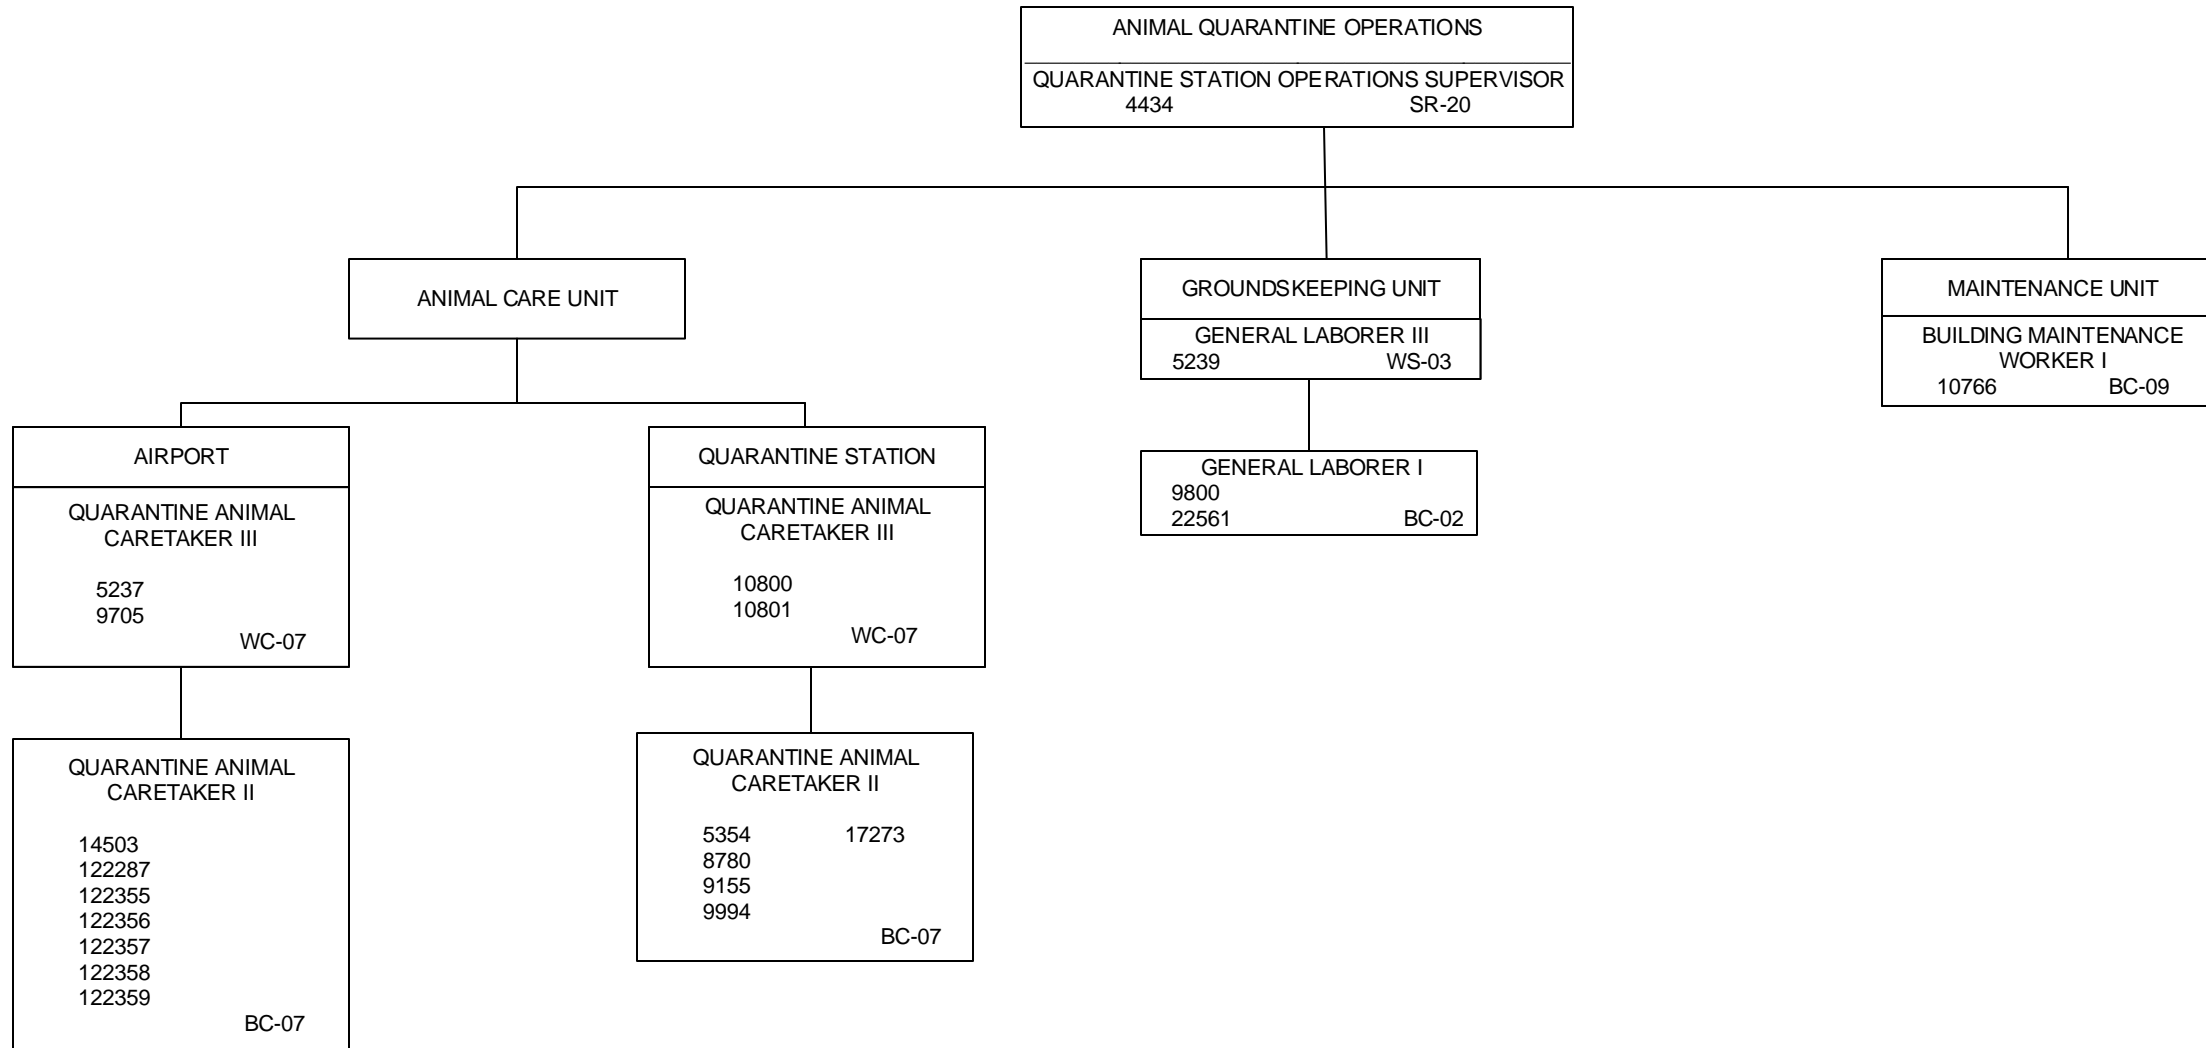 ANIMAL QUARANTINE OPERATIONS
QUARANTINE STATION OPERATIONS SUPERVISOR
4434 SR-20
ANIMAL CARE UNIT
GROUNDSKEEPING UNIT
GENERAL LABORER III
5239 WS-03
MAINTENANCE UNIT
BUILDING MAINTENANCE
WORKER I
10766 BC-09
AIRPORT
QUARANTINE ANIMAL
CARETAKER III
5237
9705
WC-07
QUARANTINE STATION
QUARANTINE ANIMAL
CARETAKER III
10800
10801
WC-07
GENERAL LABORER I
9800
22561 BC-02
QUARANTINE ANIMAL
CARETAKER II
14503
122287
122355
122356
122357
122358
122359
BC-07
QUARANTINE ANIMAL
CARETAKER II
5354 17273
8780
9155
9994
BC-07